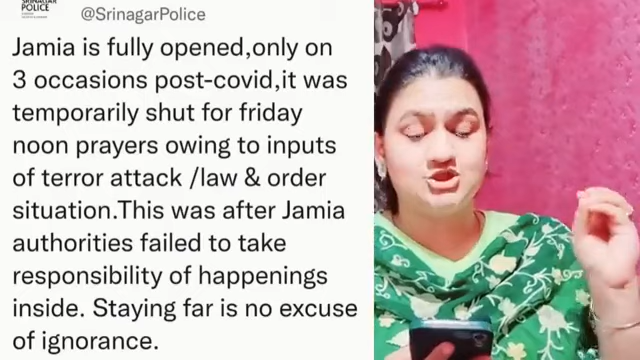 SRINAGAR
POLICE
@SrinagarPolice
Jamia is fully opened,only on
3 occasions post-covid,it was
temporarily shut for friday
noon prayers owing to inputs
of terror attack /law & order
situation.This was after Jamia
authorities failed to take
responsibility of happenings
inside. Staying far is no excuse
of ignorance.